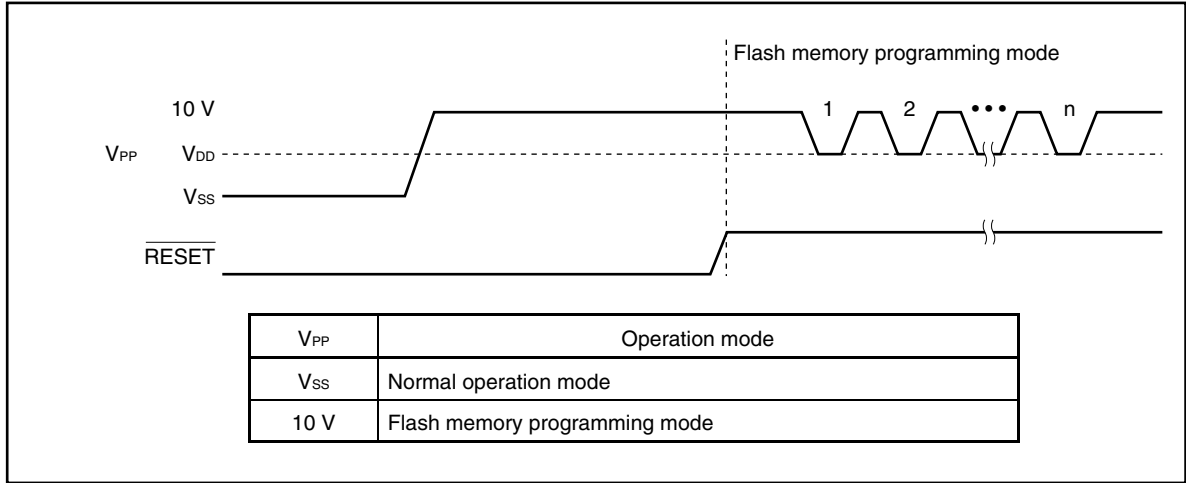 Flash memory programming mode
10 V
1 2 ••• n
VPP VDD
VSS
RESET
VPP Operation mode
VSS Normal operation mode
10 V Flash memory programming mode